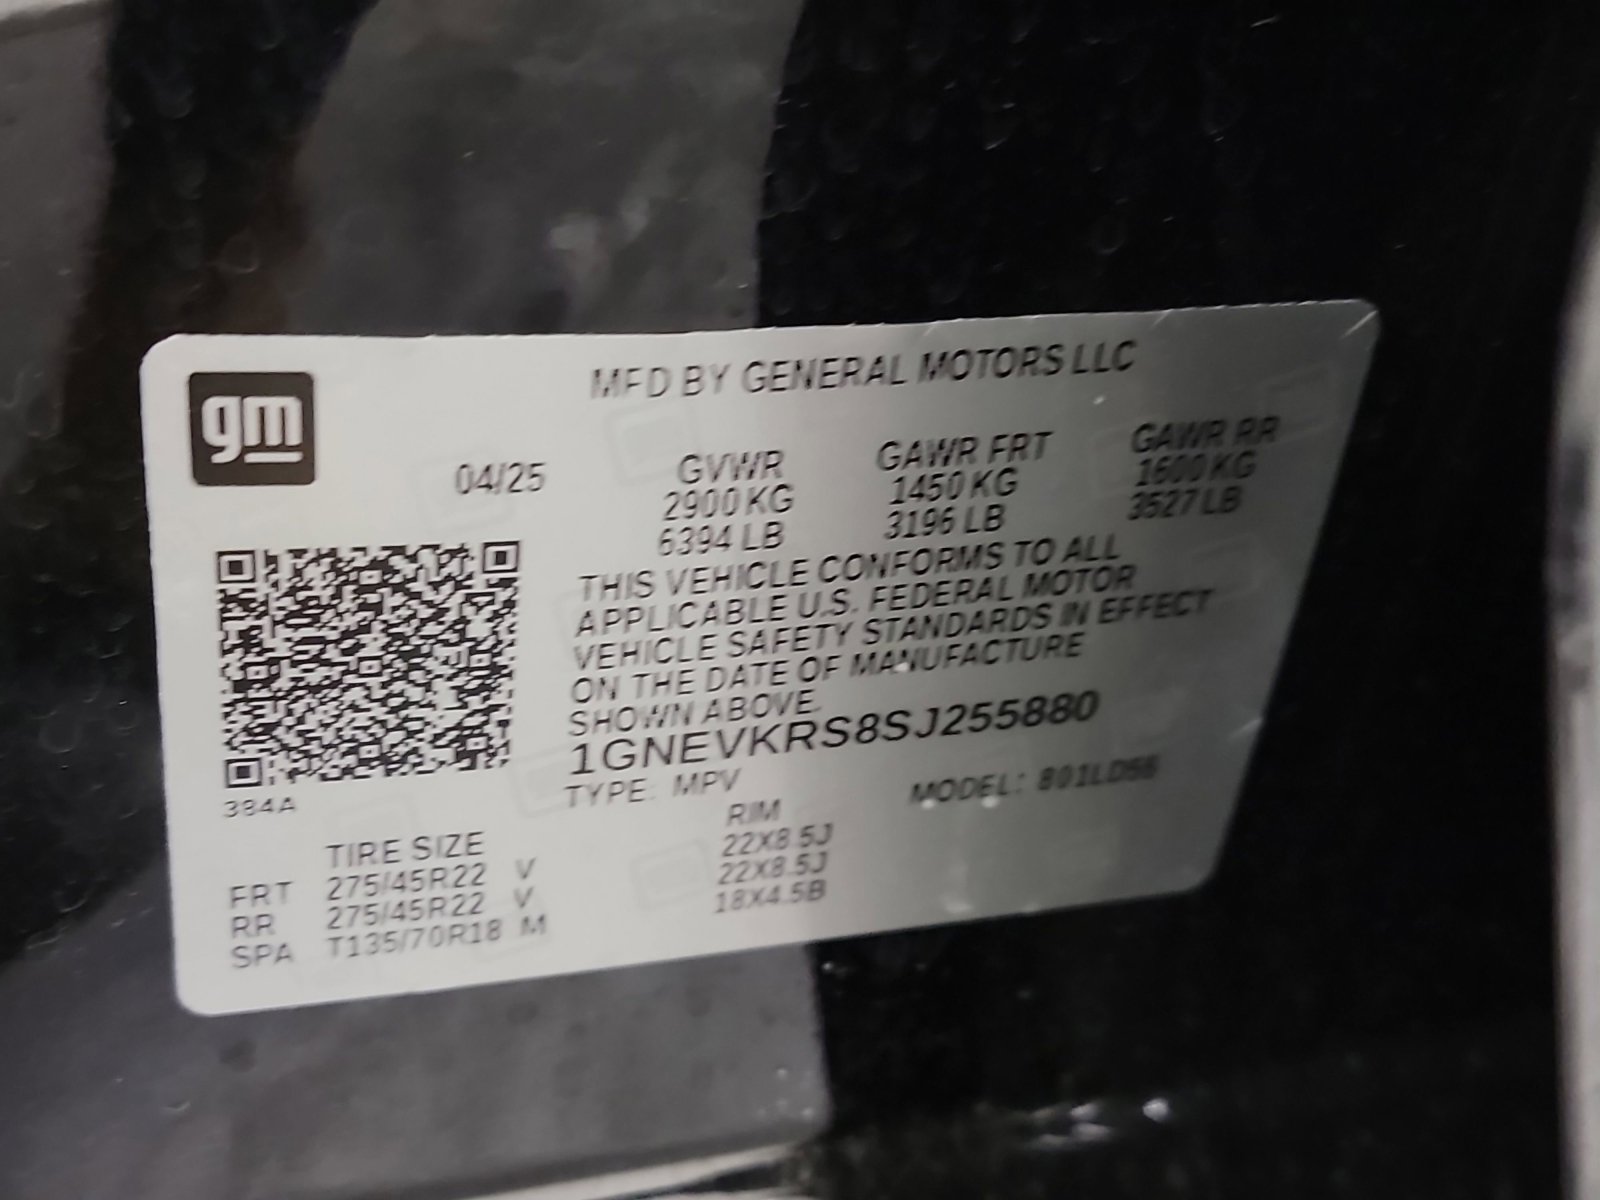 gm
MFD BY GENERAL MOTORS LLC
04/25
GVWR
2900 KG
6394 LB
GAWR FRT
1450 KG
3196 LB
GAWR RR
1600 KG
3527 LB
THIS VEHICLE CONFORMS TO ALL
APPLICABLE U.S. FEDERAL MOTOR
VEHICLE SAFETY STANDARDS IN EFFECT
ON THE DATE OF MANUFACTURE
SHOWN ABOVE.
1GNEVKRS8SJ255880
TYPE: MPV
MODEL:
384A
TIRE SIZE RIM
FRT 275/45R22 V 22X8.5J
RR 275/45R22 V 22X8.5J
SPA T135/70R18 M 18X4.5B